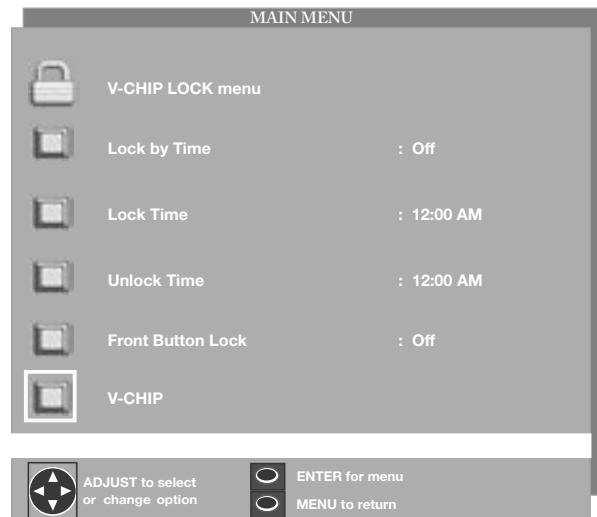 MAIN MENU
V-CHIP LOCK menu
Lock by Time : Off
Lock Time : 12:00 AM
Unlock Time : 12:00 AM
Front Button Lock : Off
V-CHIP
ADJUST to select
or change option
ENTER for menu
MENU to return